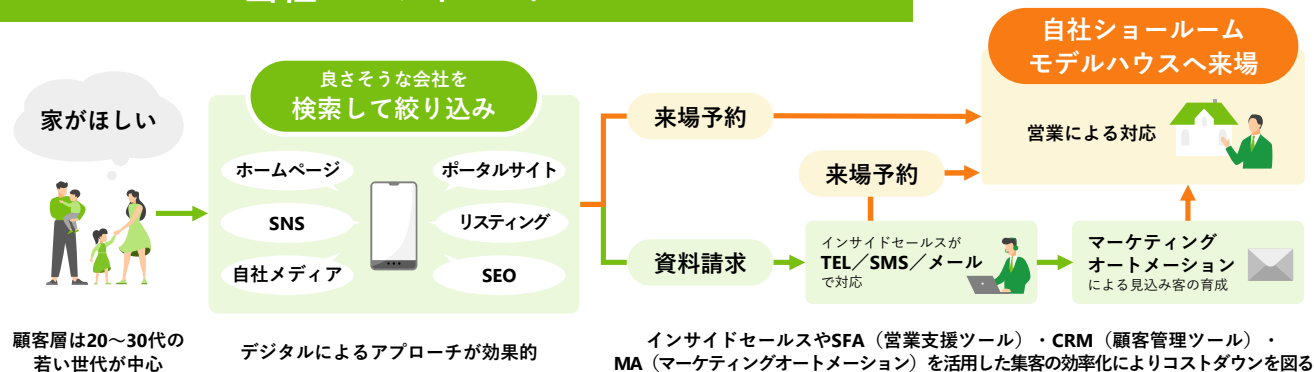 家がほしい
顧客層は20～30代の
若い世代が中心
良さそうな会社を
検索して絞り込み
ホームページ
SNS
自社メディア
ポータルサイト
リスティング
SEO
デジタルによるアプローチが効果的
来場予約
資料請求
来場予約
インサイドセールスが
TEL／SMS／メール
で対応
マーケティング
オートメーション
による見込み客の育成
自社ショールーム
モデルハウスへ来場
営業による対応
インサイドセールスやSFA（営業支援ツール）・CRM（顧客管理ツール）・
MA（マーケティングオートメーション）を活用した集客の効率化によりコストダウンを図る